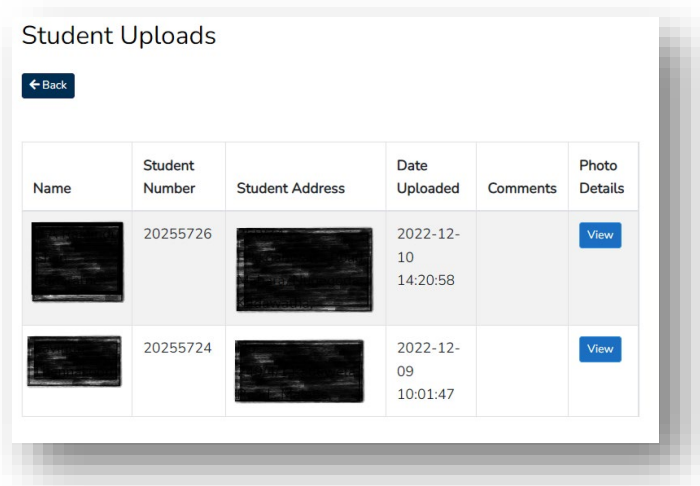 Student Uploads
Back
Name
Student Number
Student Address
Date Uploaded
Comments
Photo Details
20255726
2022-12-
10
14:20:58
View
20255724
2022-12-
09
10:01:47
View